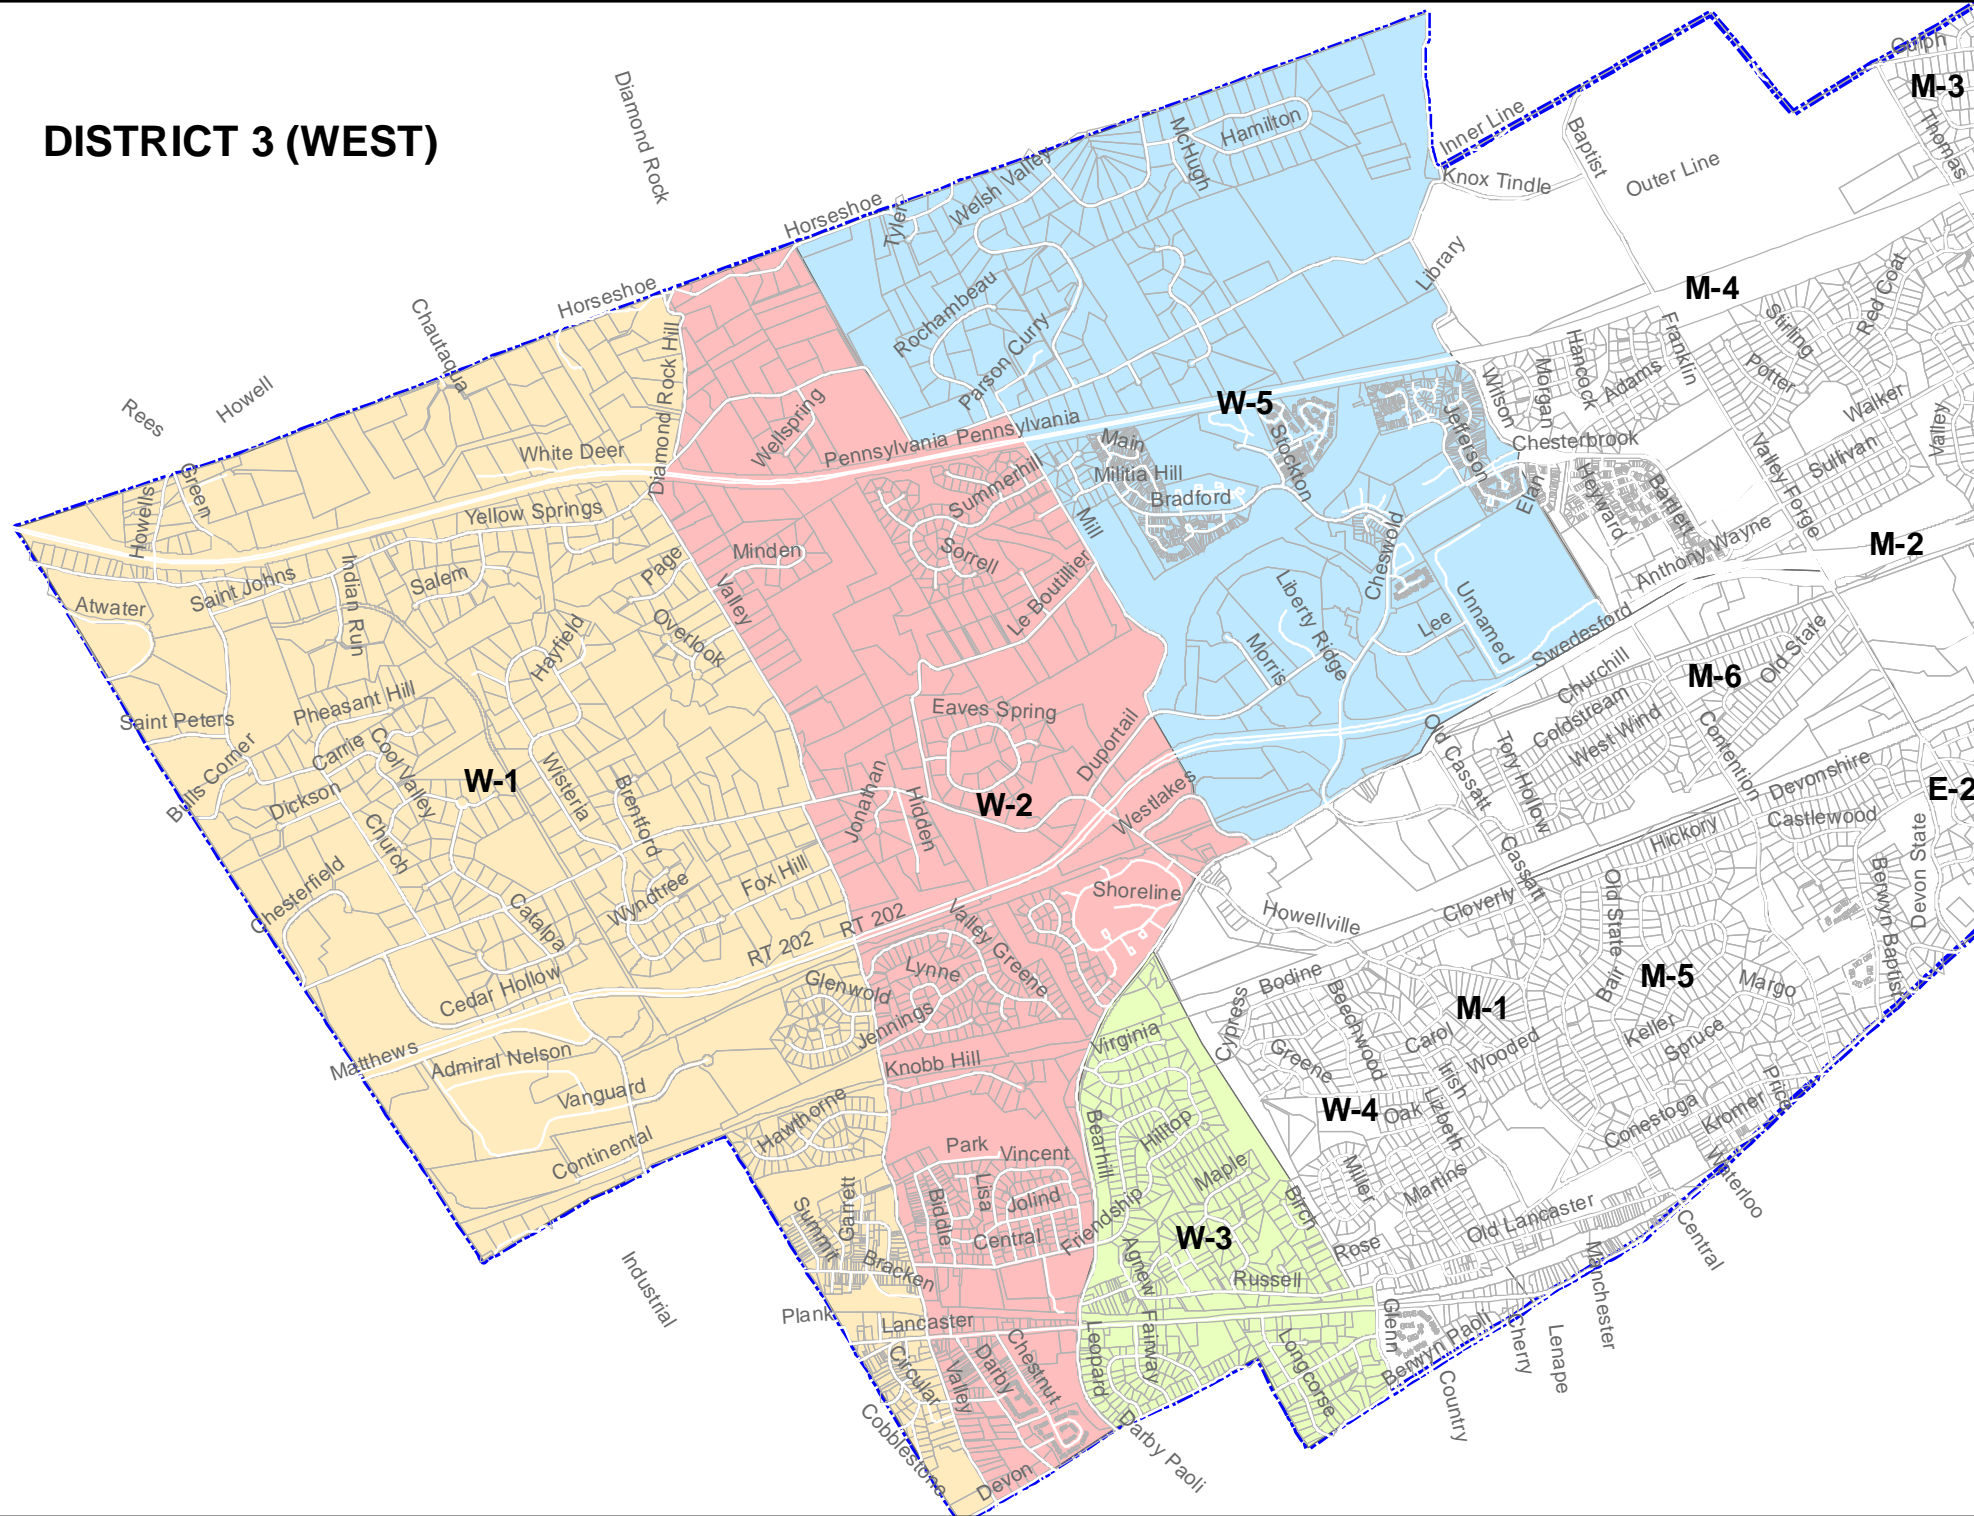 DISTRICT 3 (WEST)
Diamond Rock
Horseshoe
Horseshoe
Chautaqua
Howell
Rees
Tyler
Welsh Valley
McHugh
Hamilton
Inner Line
Knox Tindle
Baptist
Outer Line
Library
Gulph
M-3
Thomas
M-4
Red Coat
Stirling
Potter
Franklin
Adams
Hancock
Morgan
Wilson
Walker
Sullivan
Valley
Valley Forge
Chesterbrook
Rochambeau
Parson Curry
W-5
Diamond Rock Hill
Wellspring
Pennsylvania
Pennsylvania
White Deer
Yellow Springs
Green
Howells
Main
Militia Hill
Bradford
Stockton
Jefferson
Elan
Heyward
Bartlett
Anthony Wayne
M-2
Summerhill
Sorrell
Mill
Minden
Valley
Le Boutillier
Page
Overlook
Salem
Indian Run
Saint Johns
Atwater
Hayfield
Cheswold
Liberty Ridge
Morris
Lee
Unnamed
Swedesford
Churchill
Coldstream
West Wind
Old State
M-6
Contention
Tory Hollow
Old Cassatt
Cassatt
Devonshire
Castlewood
Hickory
E-2
Devon State
Berwyn Baptist
Saint Peters
Pheasant Hill
Carrie
Cool Valley
Bulls Corner
Dickson
Church
W-1
Wisteria
Brentford
Wyndtree
Fox Hill
Catalpa
Chesterfield
Cedar Hollow
Eaves Spring
Duportail
Jonathan
Hidden
W-2
Westlakes
Shoreline
Howellville
Cloverly
Old State
Bair
M-5
Margo
Keller
Spruce
RT 202
RT 202
Valley Greene
Lynne
Glenwold
Jennings
Knobb Hill
Matthews
Admiral Nelson
Vanguard
Continental
Hawthorne
Industrial
Bodine
Cypress
Beechwood
Greene
M-1
Carol
Wooded
Irish
Lizbeth
Oak
W-4
Miller
Martins
Virginia
Bearhill
Hilltop
Maple
Birch
Friendship
W-3
Agnew
Russell
Rose
Conestoga
Kromer
Price
Waterloo
Central
Old Lancaster
Manchester
Park
Vincent
Lisa
Jolind
Biddle
Central
Garrett
Summit
Bracken
Plank
Lancaster
Circular
Valley
Darby
Chestnut
Cobblestone
Devon
Leopard
Fairway
Longcorse
Darby Paoli
Glenn
Berwyn Paoli
Cherry
Lenape
Country